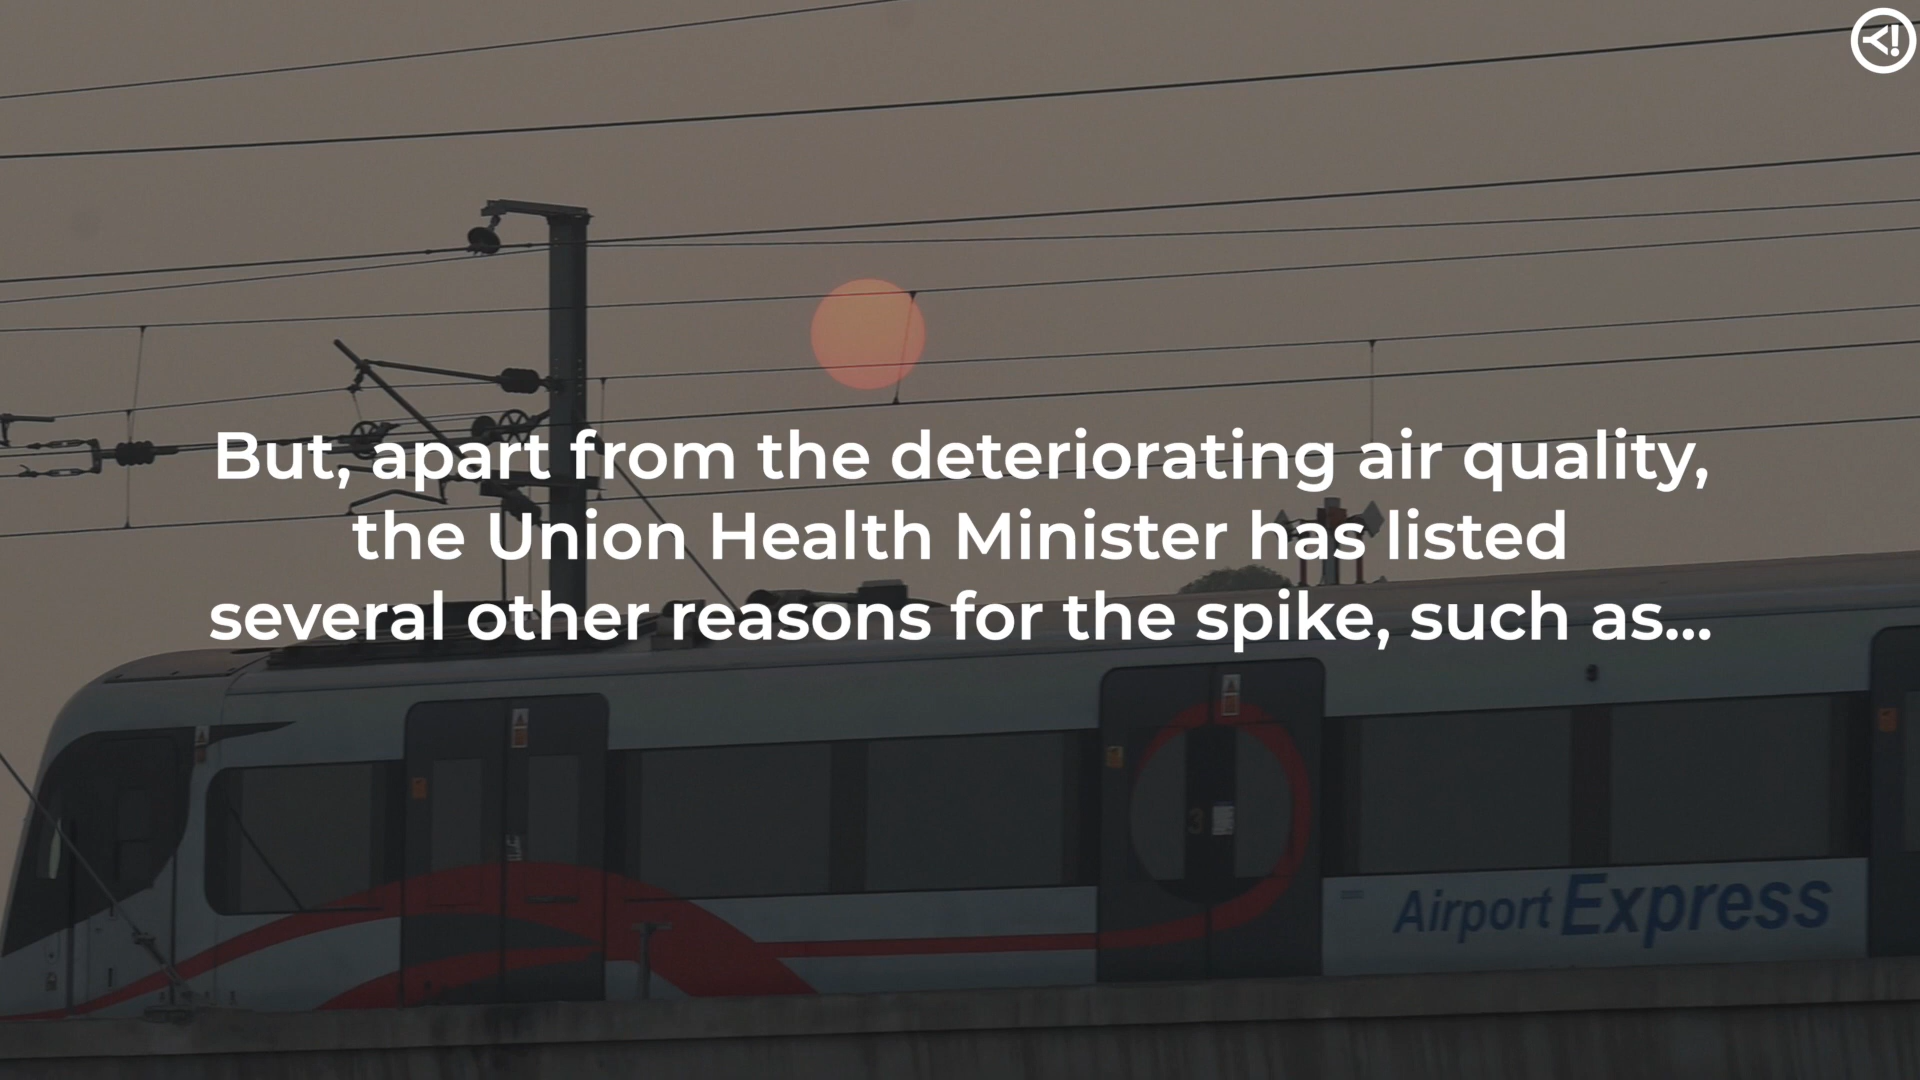 But, apart from the deteriorating air quality,
the Union Health Minister has listed
several other reasons for the spike, such as...
3
Airport Express